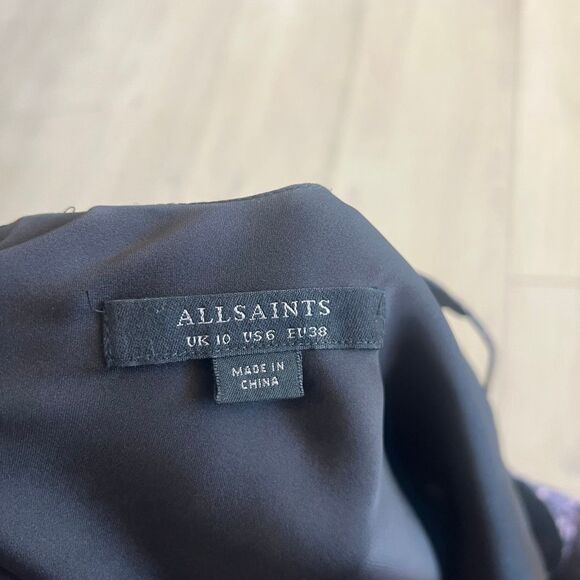 ALLSAINTS
UK 10 US 6 EU 38
MADE IN
CHINA